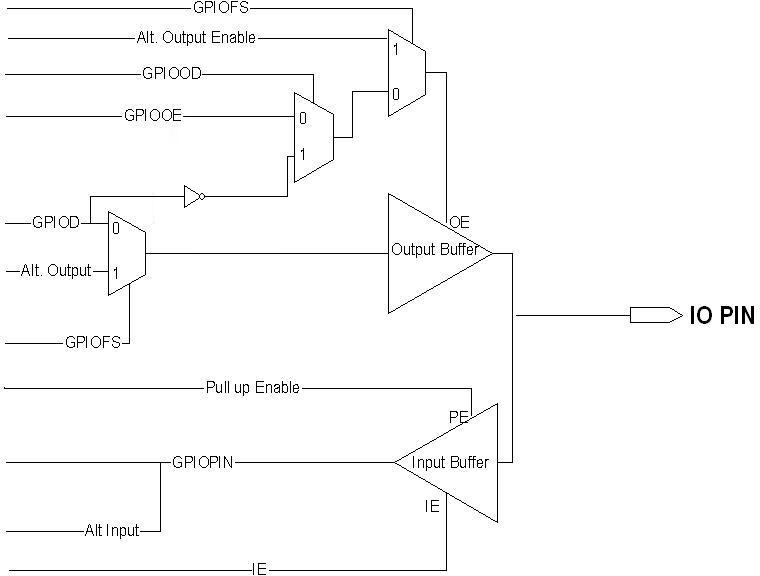 GPIOFS
Alt. Output Enable
1
GPIOOD
0
GPIOOE
0
1
GPIOD
0
OE
Output Buffer
Alt. Output
1
IO PIN
GPIOFS
Pull up Enable
PE
GPIOPIN
Input Buffer
IE
Alt Input
IE